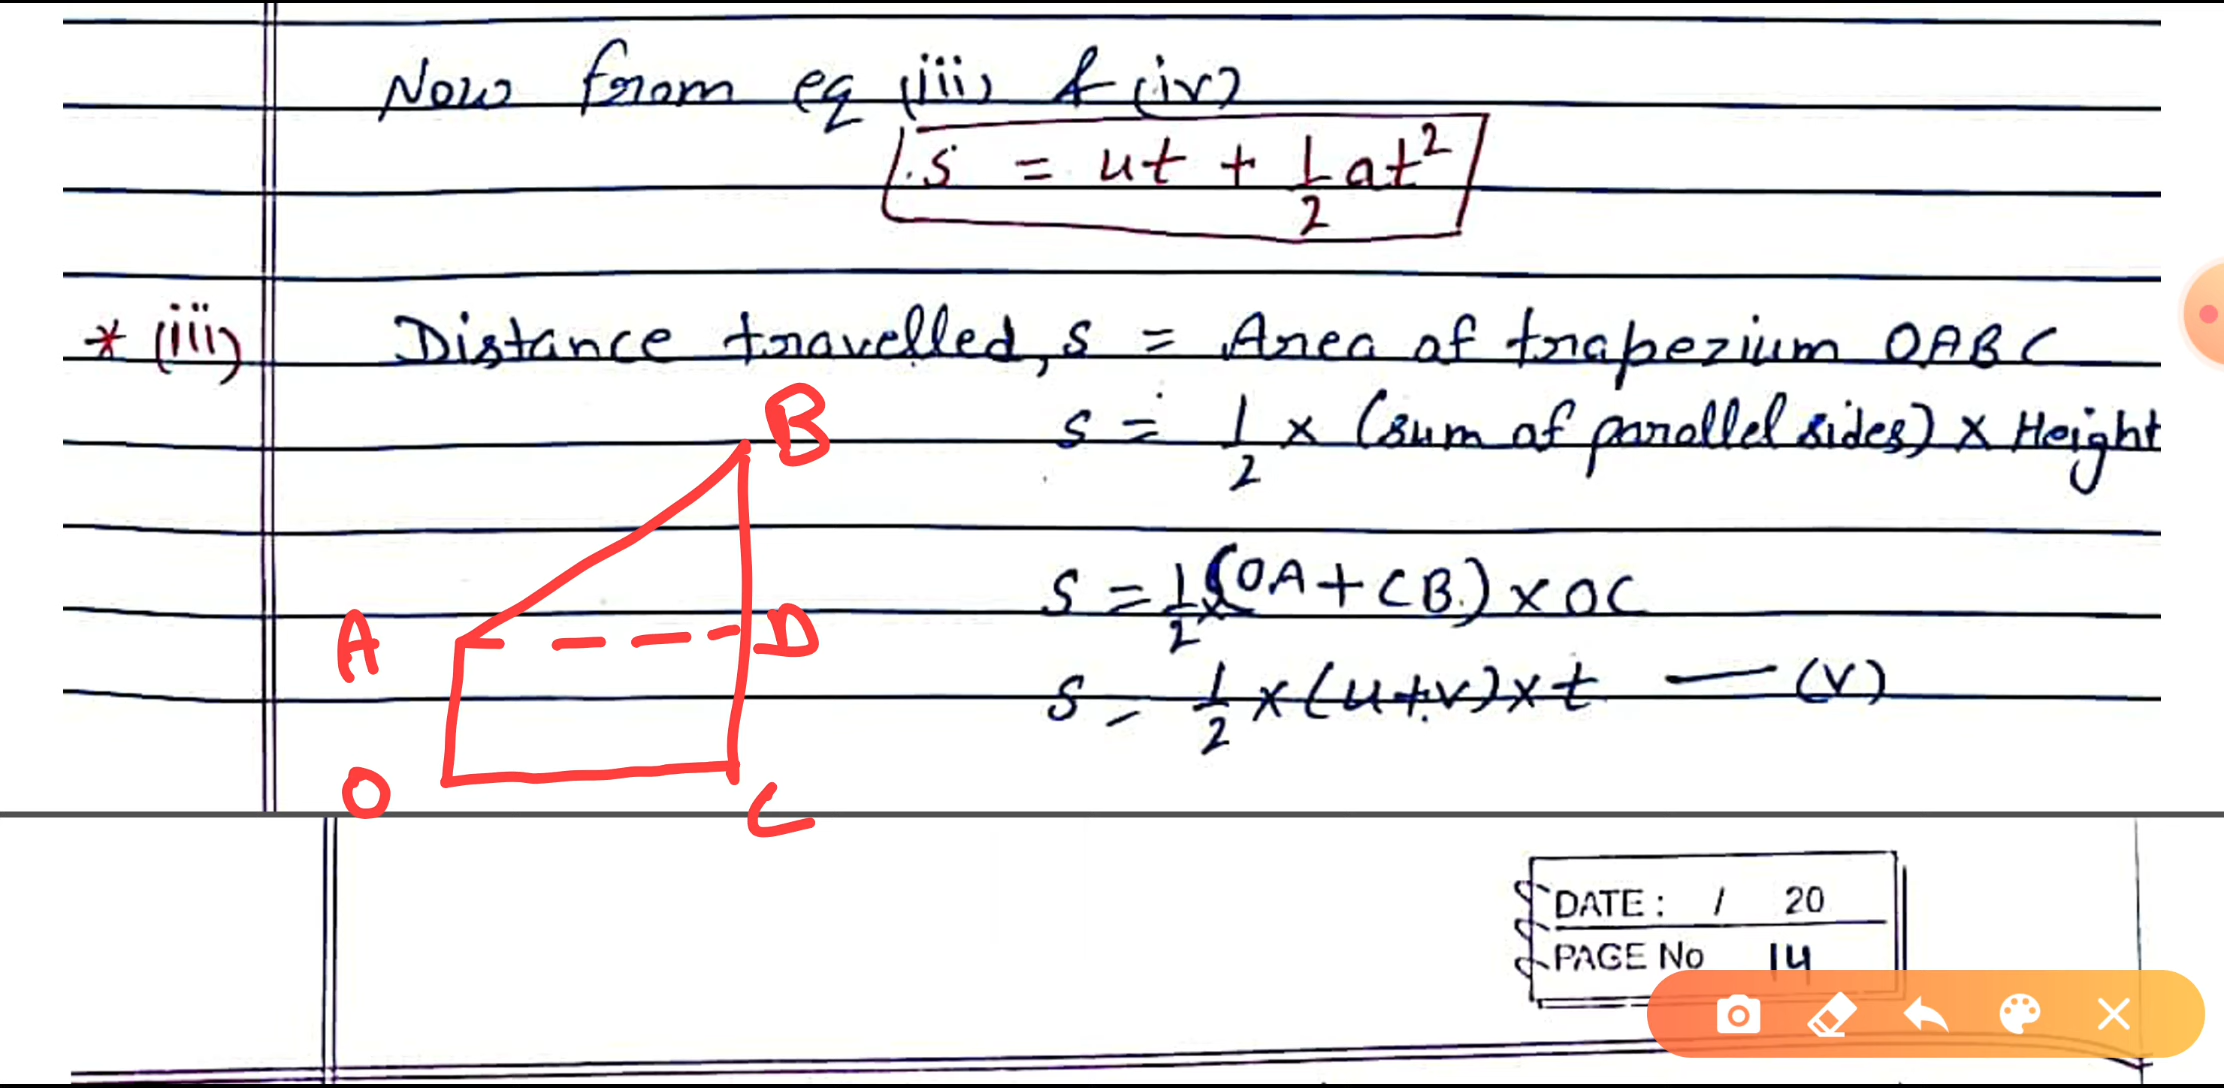 Now from eq (iii) & (iv)
s = ut + 1/2 at²
* (iii) Distance travelled, s = Area of trapezium OABC
s = 1/2 × (sum of parallel sides) × Height
s = 1/2 × (OA + CB) × OC
s = 1/2 × (u+v) × t — (v)
B
A
D
O
C
DATE: / 20
PAGE No 14